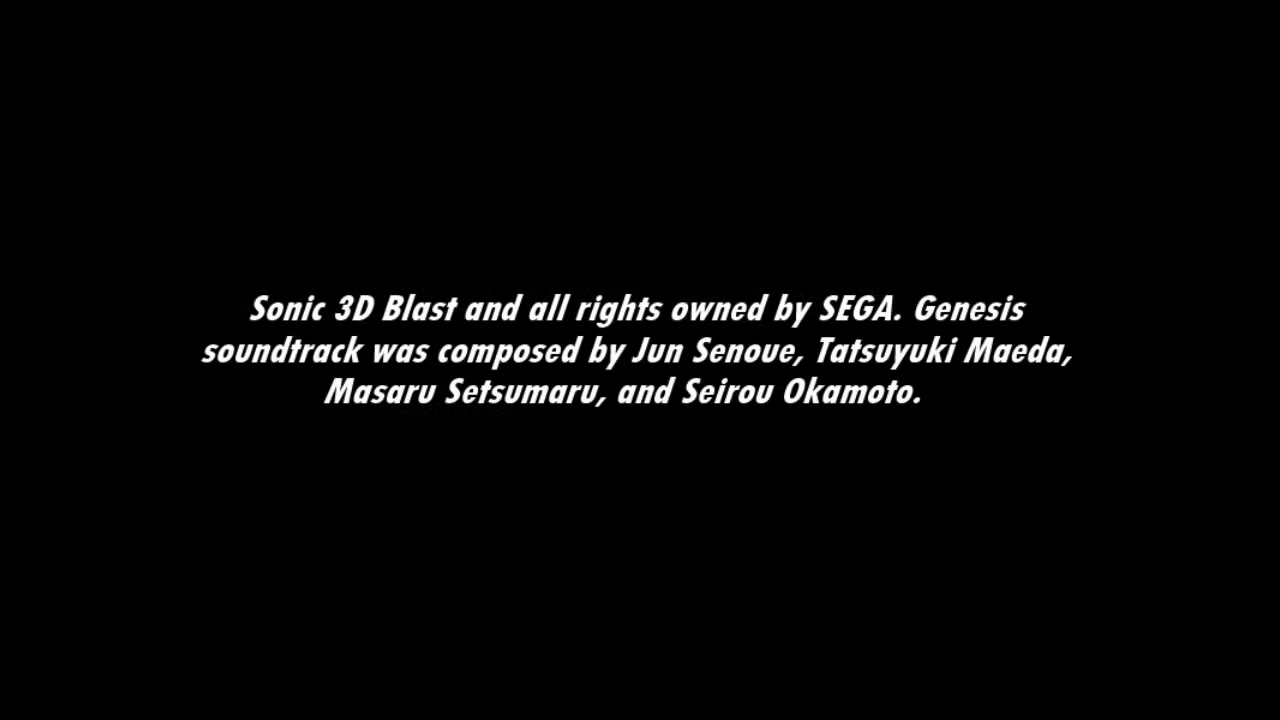 Sonic 3D Blast and all rights owned by SEGA. Genesis
soundtrack was composed by Jun Senoue, Tatsuyuki Maeda,
Masaru Setsumaru, and Seirou Okamoto.